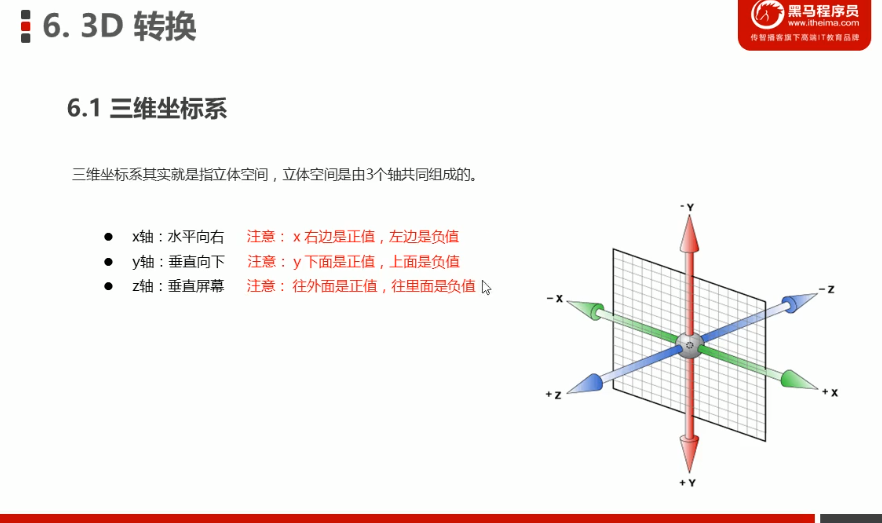 6. 3D 转换
黑马程序员
www.itheima.com
传智播客旗下高端IT教育品牌
6.1 三维坐标系
三维坐标系其实就是指立体空间，立体空间是由3个轴共同组成的。
x轴：水平向右 注意： x 右边是正值，左边是负值
y轴：垂直向下 注意： y 下面是正值，上面是负值
z轴：垂直屏幕 注意： 往外面是正值，往里面是负值
- Y
- X
- Z
+ Z
+ X
+ Y